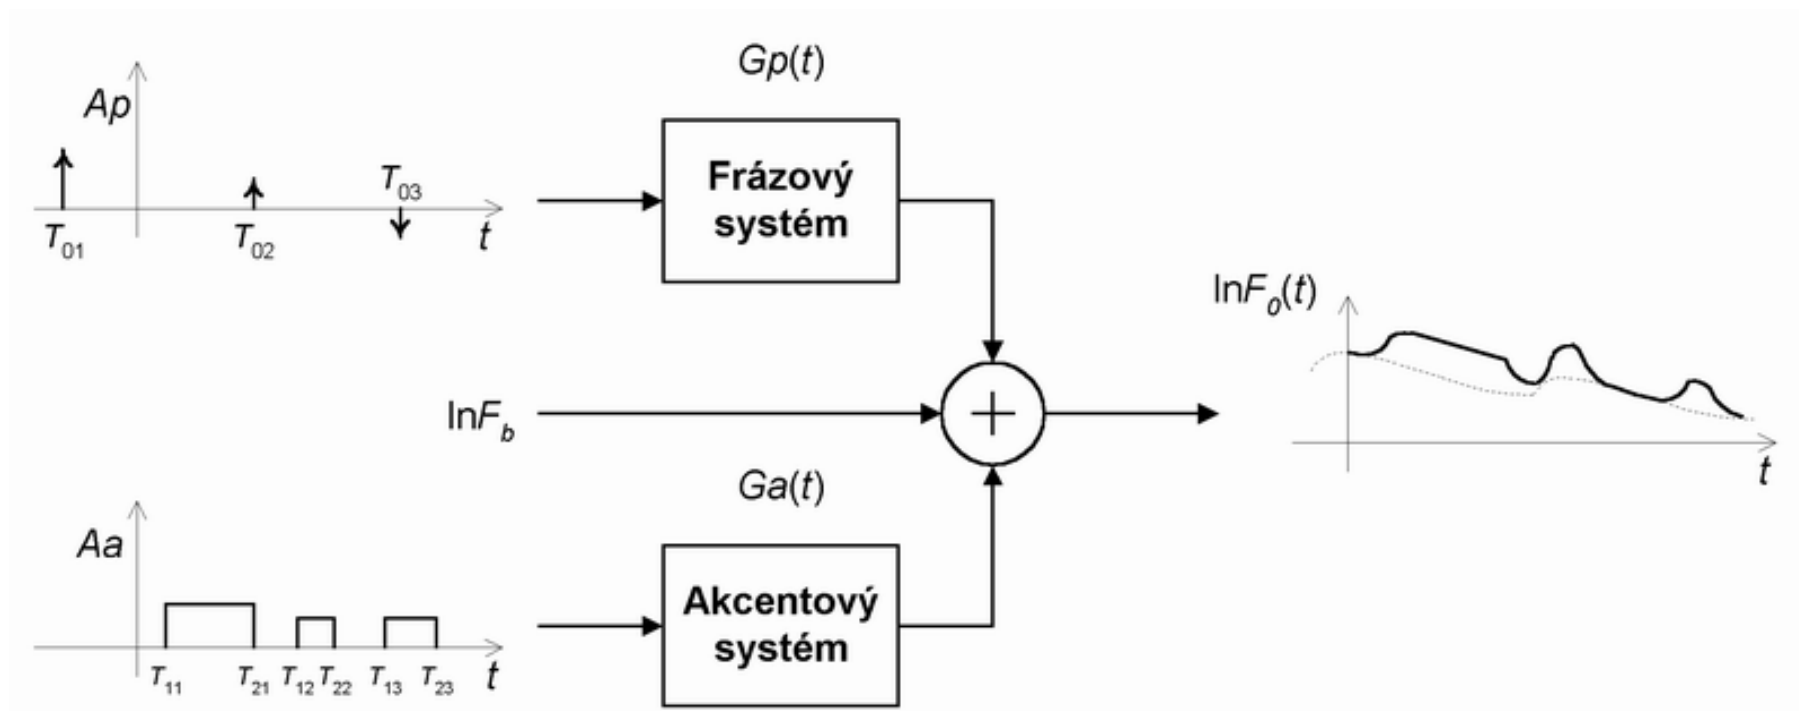 Ap
T01
T02
T03
t
Gp(t)
Frázový
systém
lnFb
lnF0(t)
t
Aa
T11
T21
T12
T22
T13
T23
t
Ga(t)
Akcentový
systém